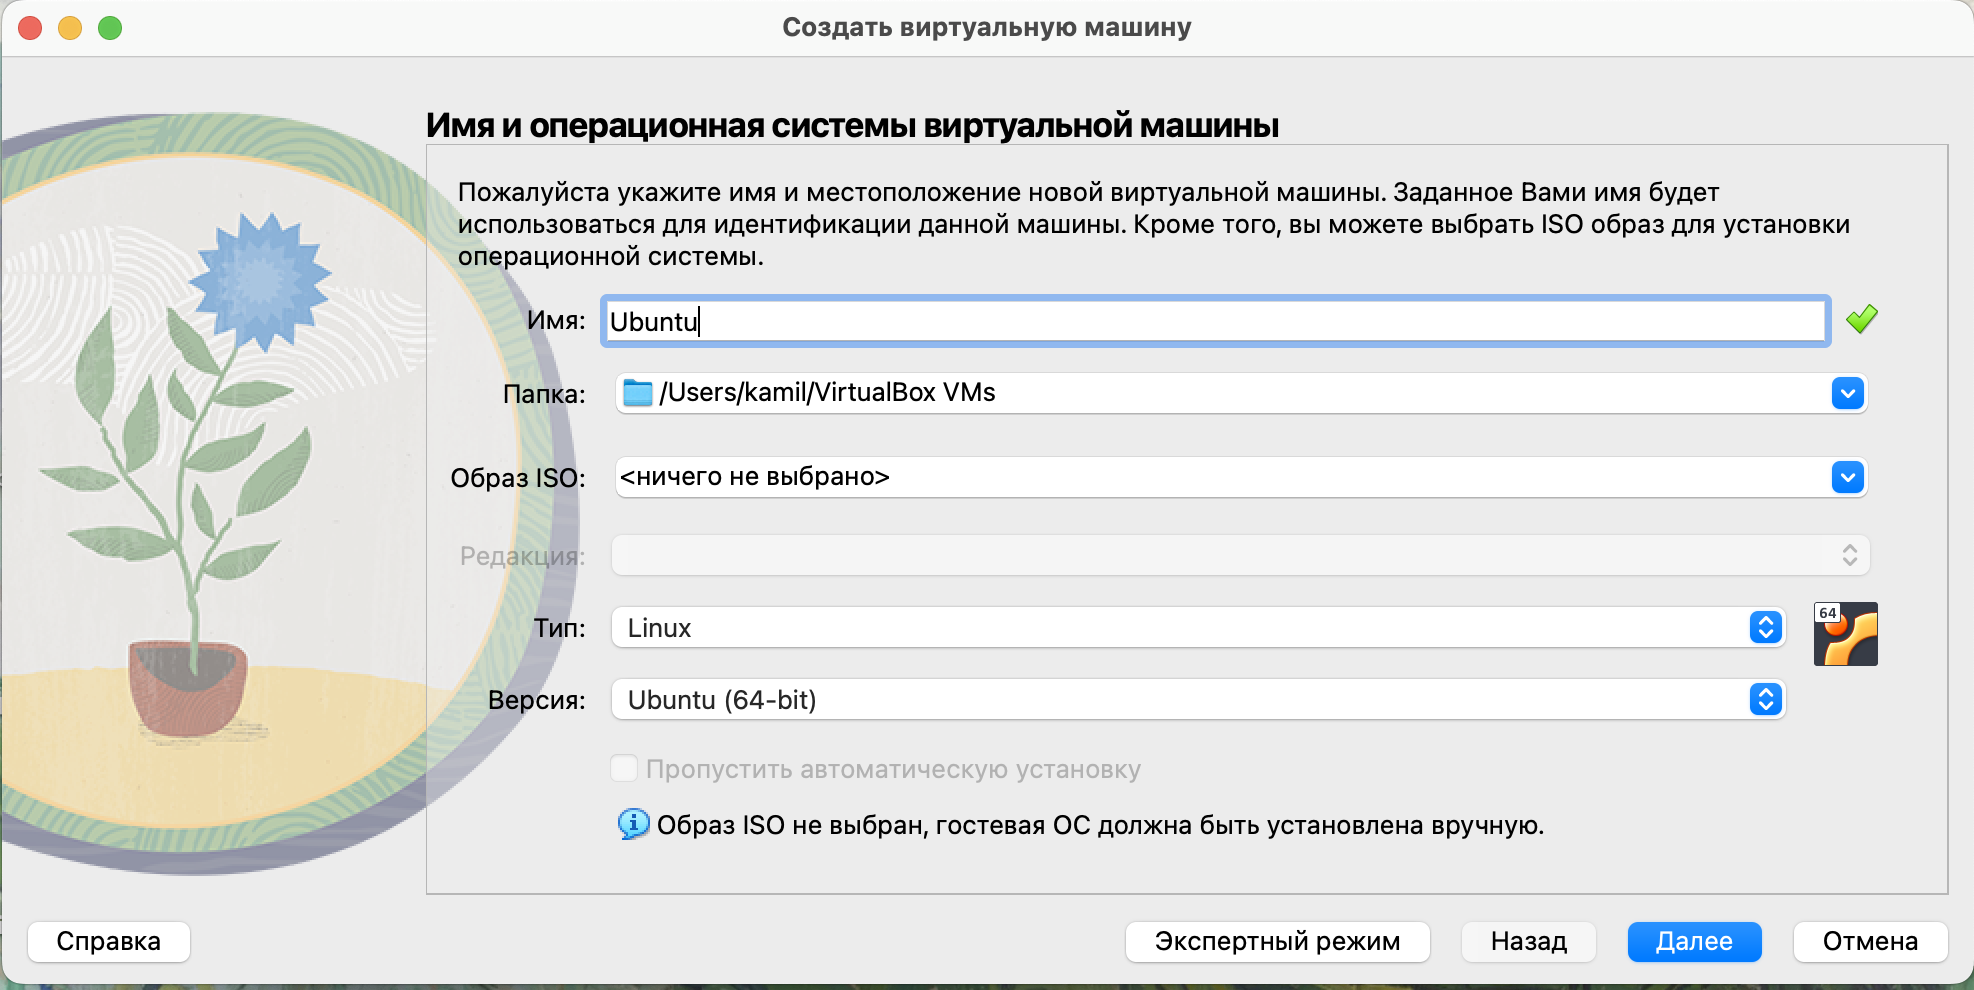 Создать виртуальную машину
Имя и операционная системы виртуальной машины
Пожалуйста укажите имя и местоположение новой виртуальной машины. Заданное Вами имя будет
использоваться для идентификации данной машины. Кроме того, вы можете выбрать ISO образ для установки
операционной системы.
Имя: Ubuntu
Папка: /Users/kamil/VirtualBox VMs
Образ ISO: <ничего не выбрано>
Редакция:
Тип: Linux
64
Версия: Ubuntu (64-bit)
Пропустить автоматическую установку
Образ ISO не выбран, гостевая ОС должна быть установлена вручную.
Справка Экспертный режим Назад Далее Отмена